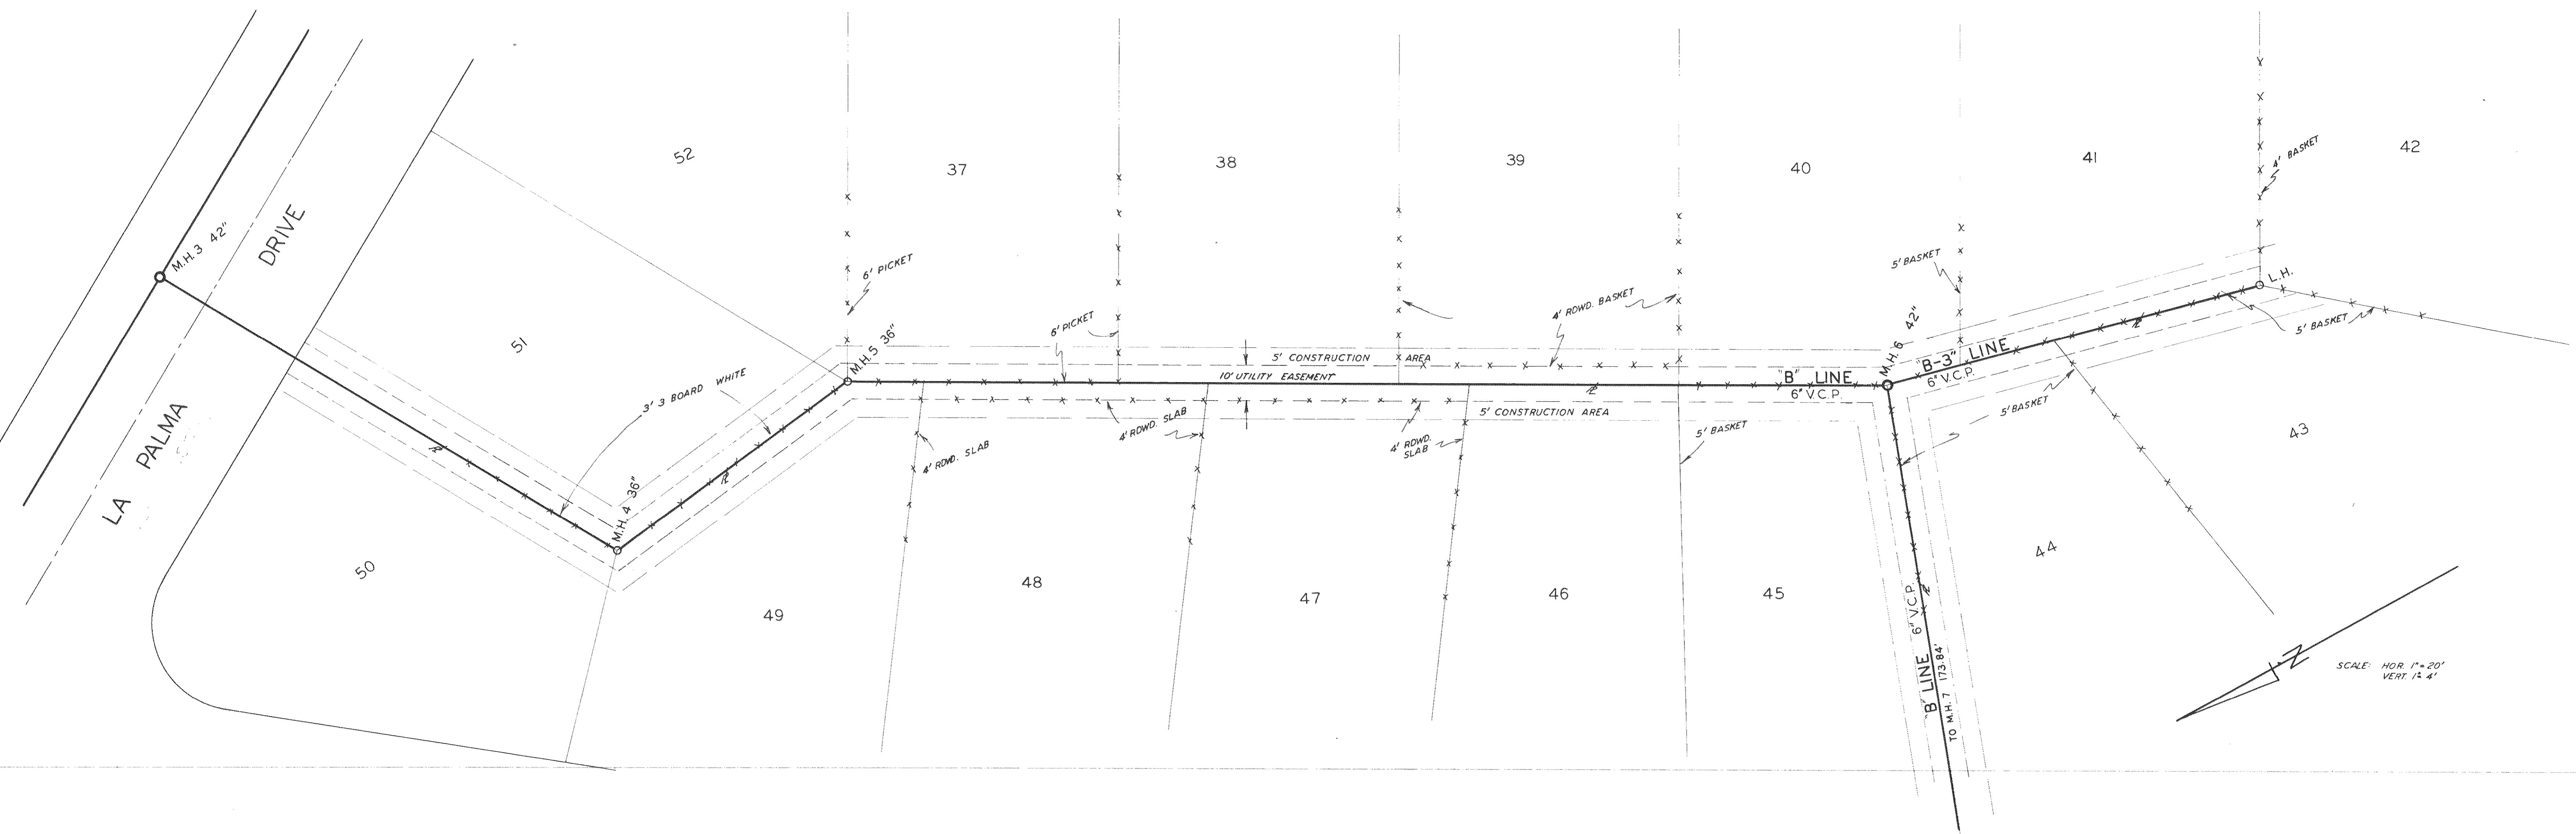 52
37
38
39
40
41
42
4' BASKET
M.H.3 42"
DRIVE
6' PICKET
5' BASKET
L.H.
51
M.H.5 36"
6' PICKET
4' RDWD. BASKET
M.H. 6 42"
5' BASKET
5' CONSTRUCTION AREA
10' UTILITY EASEMENT
"B" LINE
6" V.C.P.
"B-3" LINE
6" V.C.P.
3' 3 BOARD WHITE
LA PALMA
4' RDWD. SLAB
4' RDWD. SLAB
4' RDWD.
SLAB
5' CONSTRUCTION AREA
5' BASKET
5' BASKET
43
M.H. 4 36"
50
49
48
47
46
45
44
"B" LINE 6" V.C.P.
TO M.H. 7 173.84'
N
SCALE: HOR. 1"=20'
VERT. 1"=4'